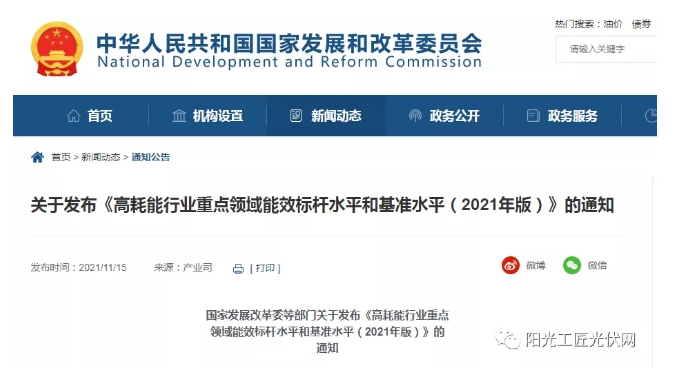 热门搜索：油价 债券
中华人民共和国国家发展和改革委员会
National Development and Reform Commission
请输入关键字
首页 机构设置 新闻动态 政务公开 政务服务
首页 > 新闻动态 > 通知公告
关于发布《高耗能行业重点领域能效标杆水平和基准水平（2021年版）》的通知
发布时间：2021/11/15 来源：产业司 [ 打印 ] 微博 微信
国家发展改革委等部门关于发布《高耗能行业重点
领域能效标杆水平和基准水平（2021年版）》的
通知
阳光工匠光伏网